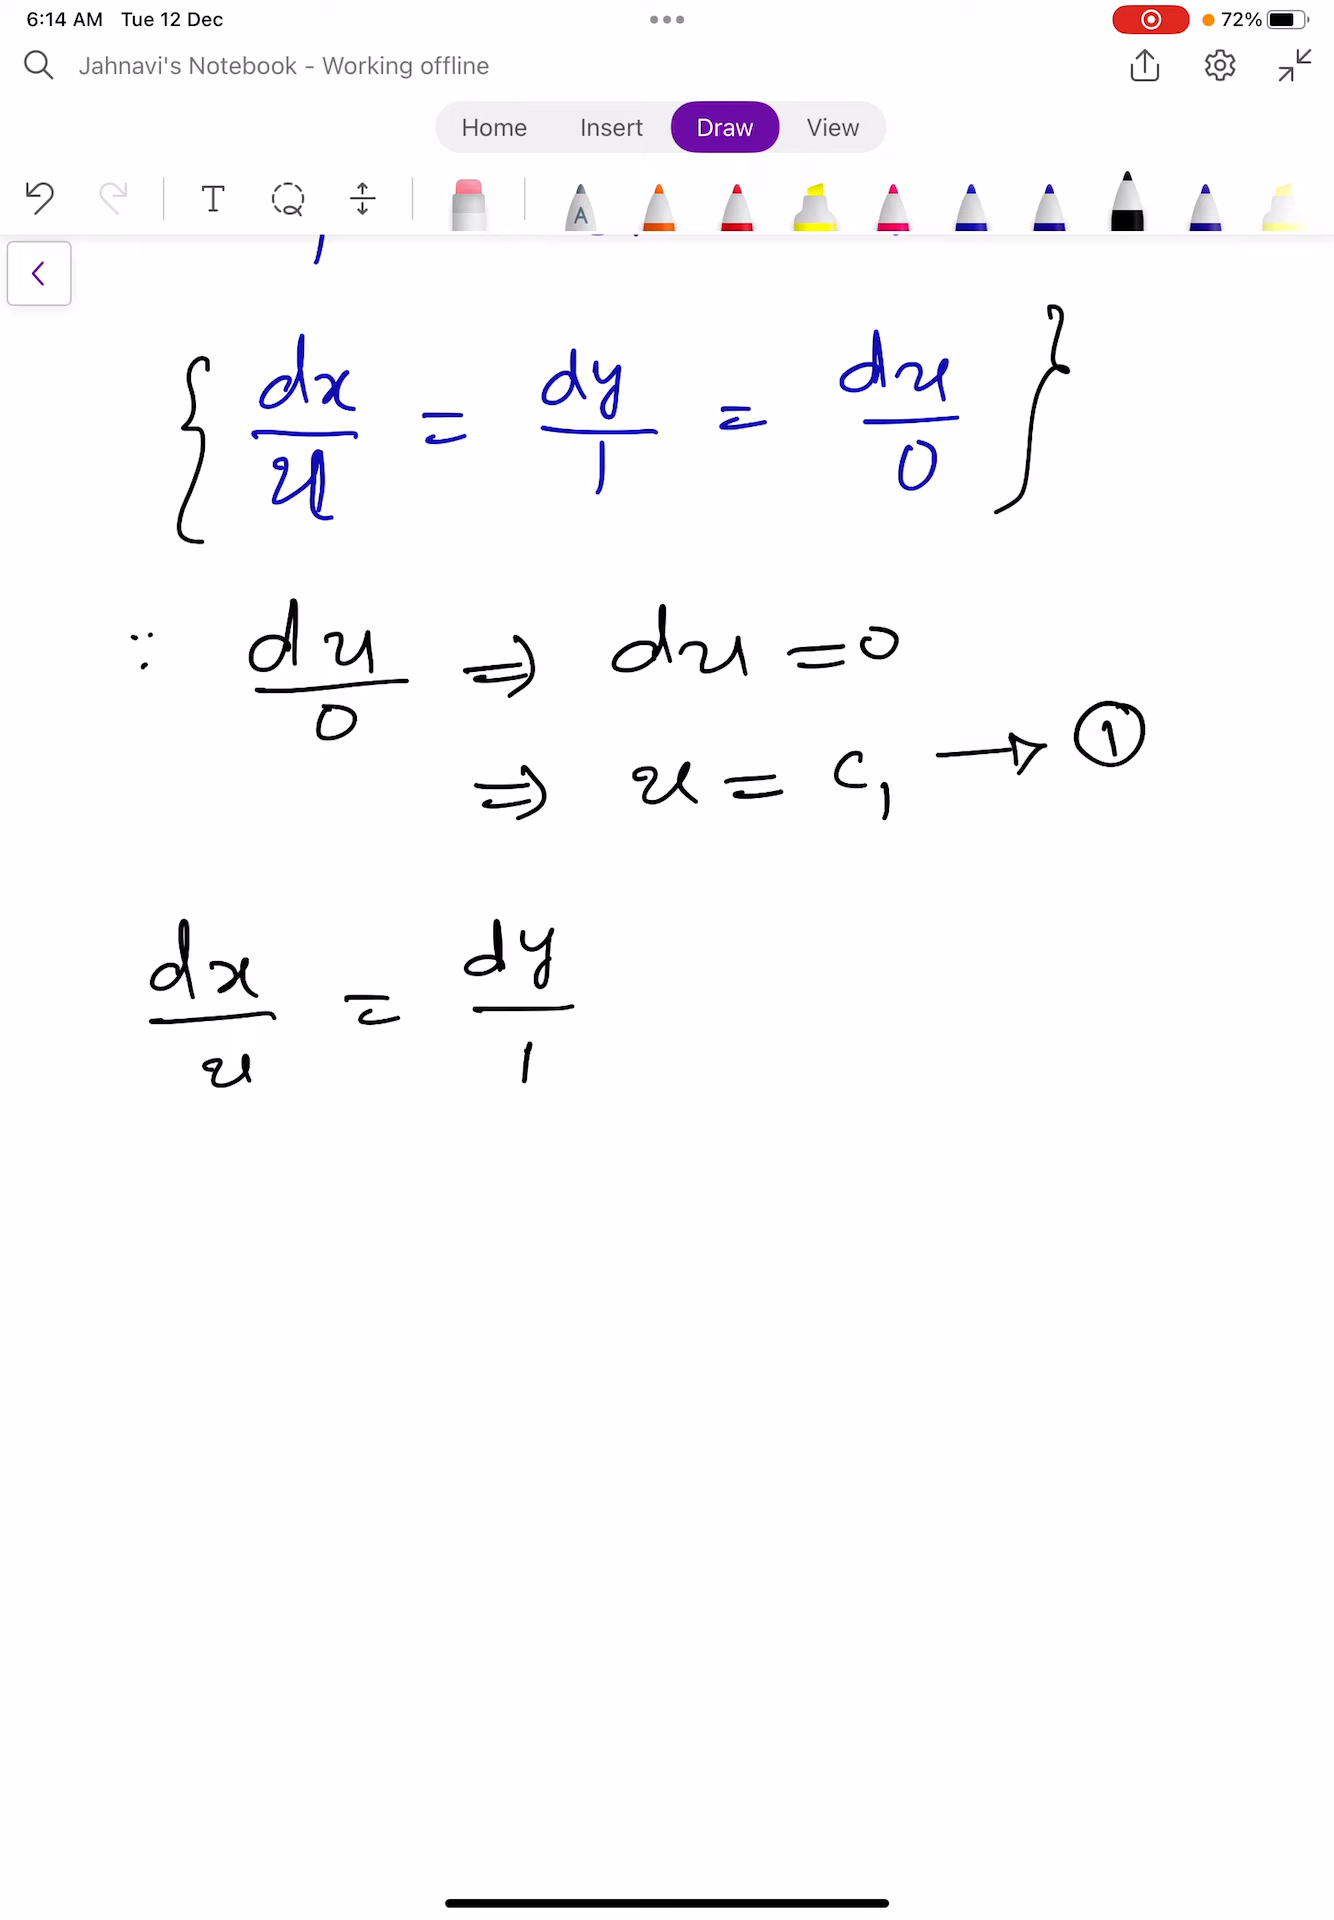 6:14 AM Tue 12 Dec 72%
Jahnavi's Notebook - Working offline
Home Insert Draw View
T A
{ dx/u = dy/1 = du/0 }
∵ du/0 ⇒ du = 0
⇒ u = c₁ → ①
dx/u = dy/1